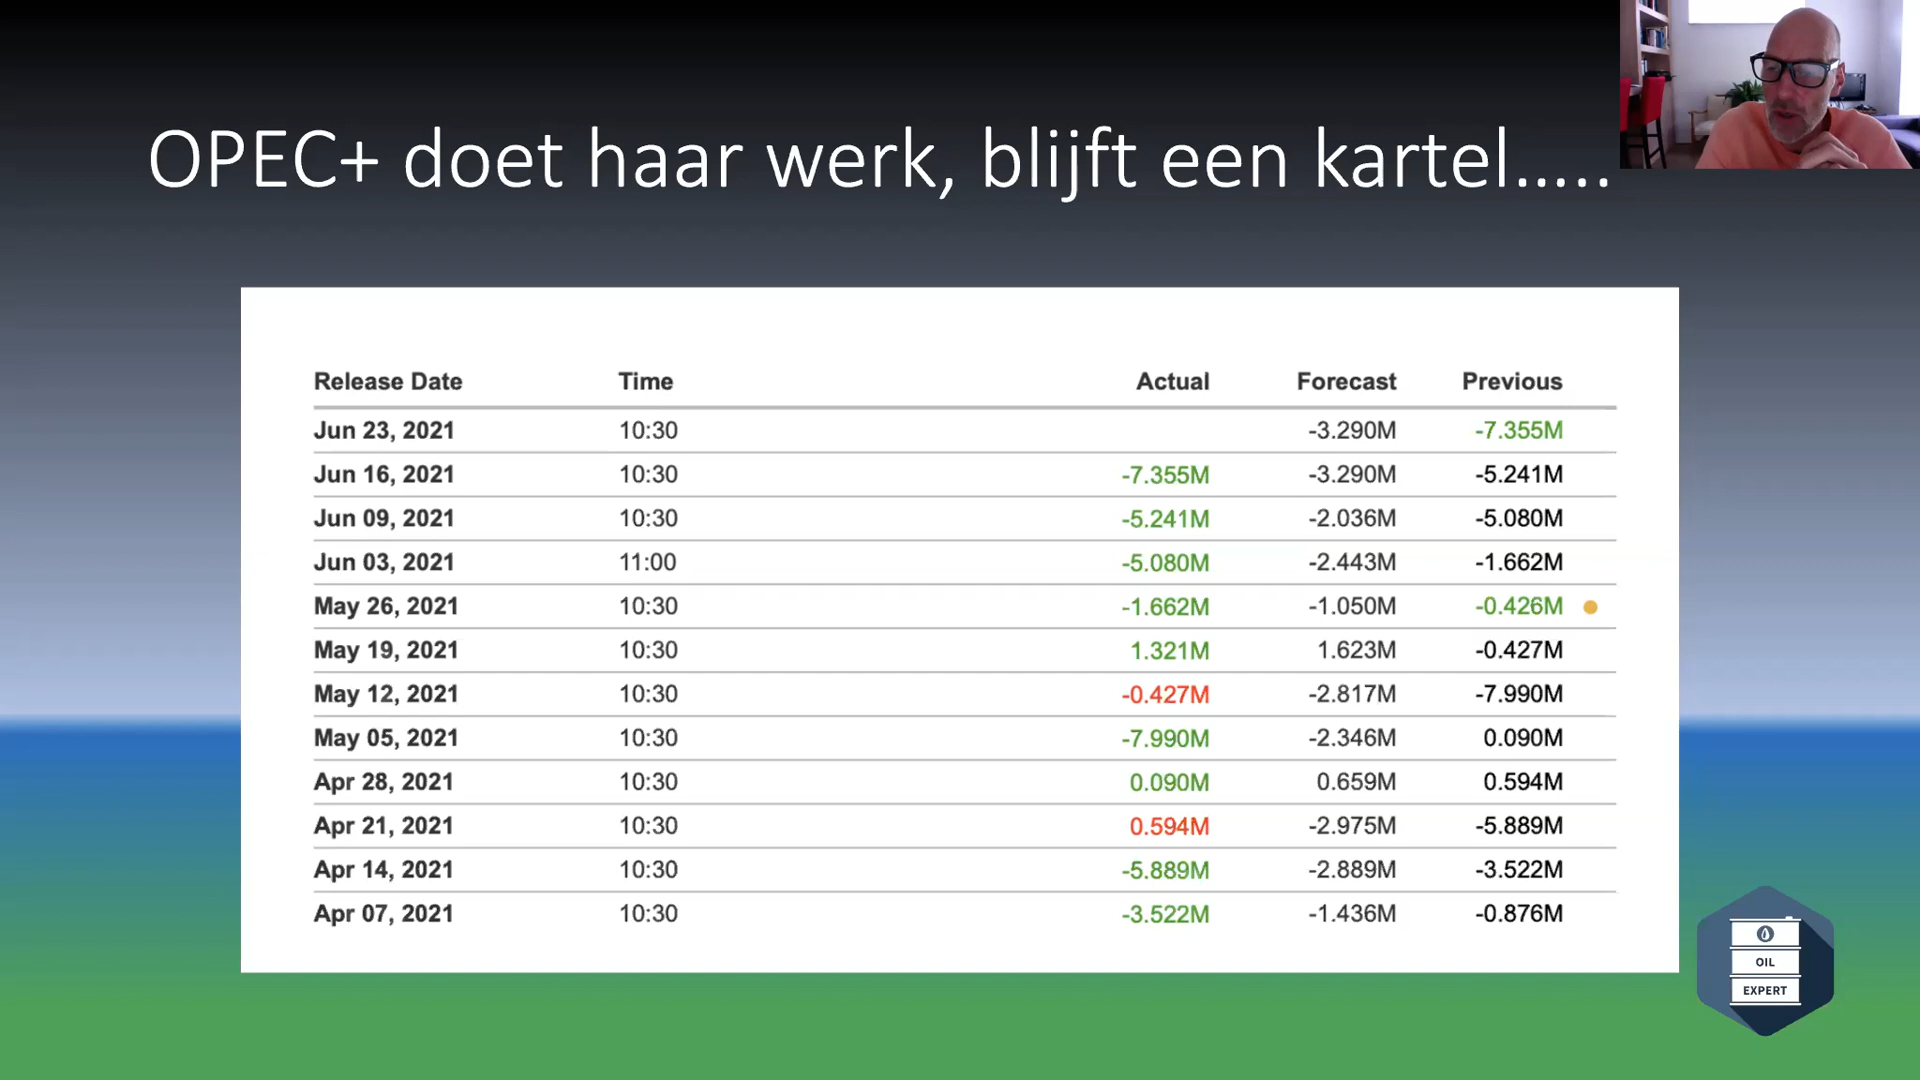 OPEC+ doet haar werk, blijft een kartel.....
Release Date Time Actual Forecast Previous
Jun 23, 2021 10:30 -3.290M -7.355M
Jun 16, 2021 10:30 -7.355M -3.290M -5.241M
Jun 09, 2021 10:30 -5.241M -2.036M -5.080M
Jun 03, 2021 11:00 -5.080M -2.443M -1.662M
May 26, 2021 10:30 -1.662M -1.050M -0.426M
May 19, 2021 10:30 1.321M 1.623M -0.427M
May 12, 2021 10:30 -0.427M -2.817M -7.990M
May 05, 2021 10:30 -7.990M -2.346M 0.090M
Apr 28, 2021 10:30 0.090M 0.659M 0.594M
Apr 21, 2021 10:30 0.594M -2.975M -5.889M
Apr 14, 2021 10:30 -5.889M -2.889M -3.522M
Apr 07, 2021 10:30 -3.522M -1.436M -0.876M
OIL
EXPERT